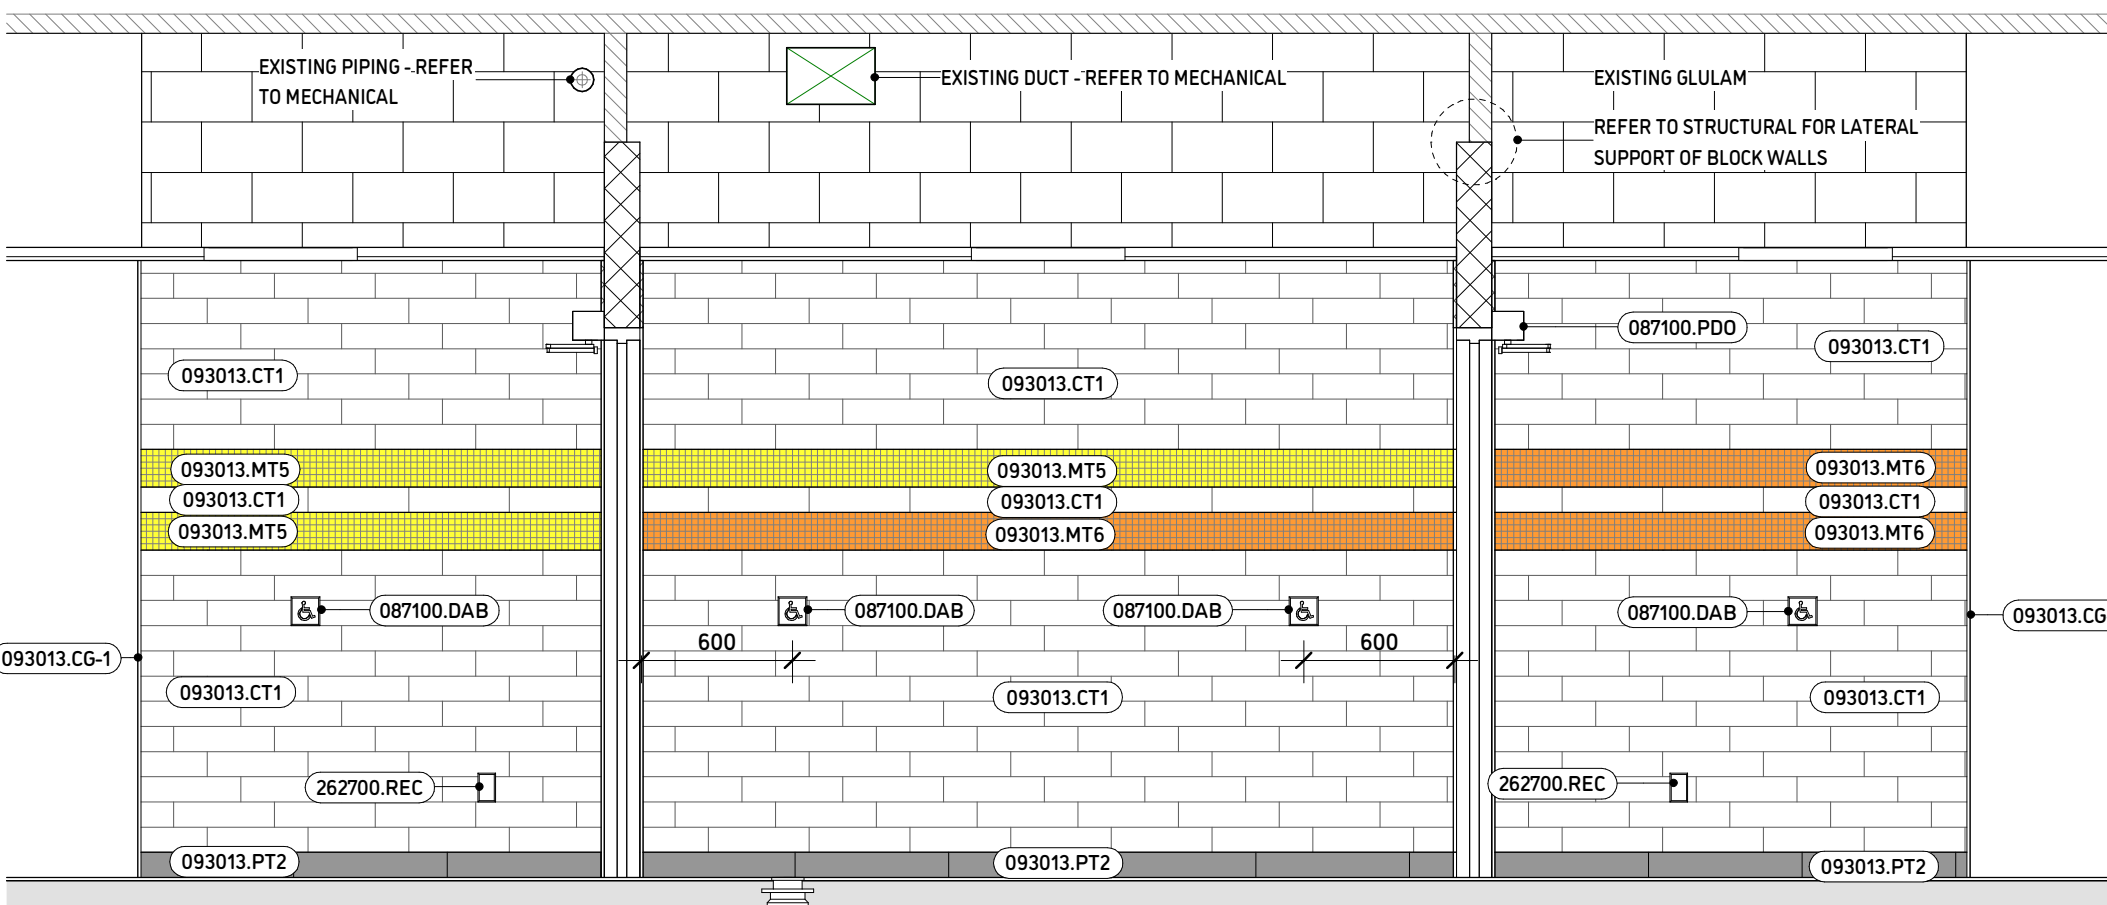 EXISTING PIPING - REFER
TO MECHANICAL
EXISTING DUCT - REFER TO MECHANICAL
EXISTING GLULAM
REFER TO STRUCTURAL FOR LATERAL
SUPPORT OF BLOCK WALLS
087100.PDO
093013.CT1
093013.CT1
093013.CT1
093013.MT5
093013.MT5
093013.MT6
093013.CT1
093013.CT1
093013.CT1
093013.MT5
093013.MT6
093013.MT6
087100.DAB
087100.DAB
087100.DAB
087100.DAB
093013.CG
600
600
093013.CG-1
093013.CT1
093013.CT1
093013.CT1
262700.REC
262700.REC
093013.PT2
093013.PT2
093013.PT2